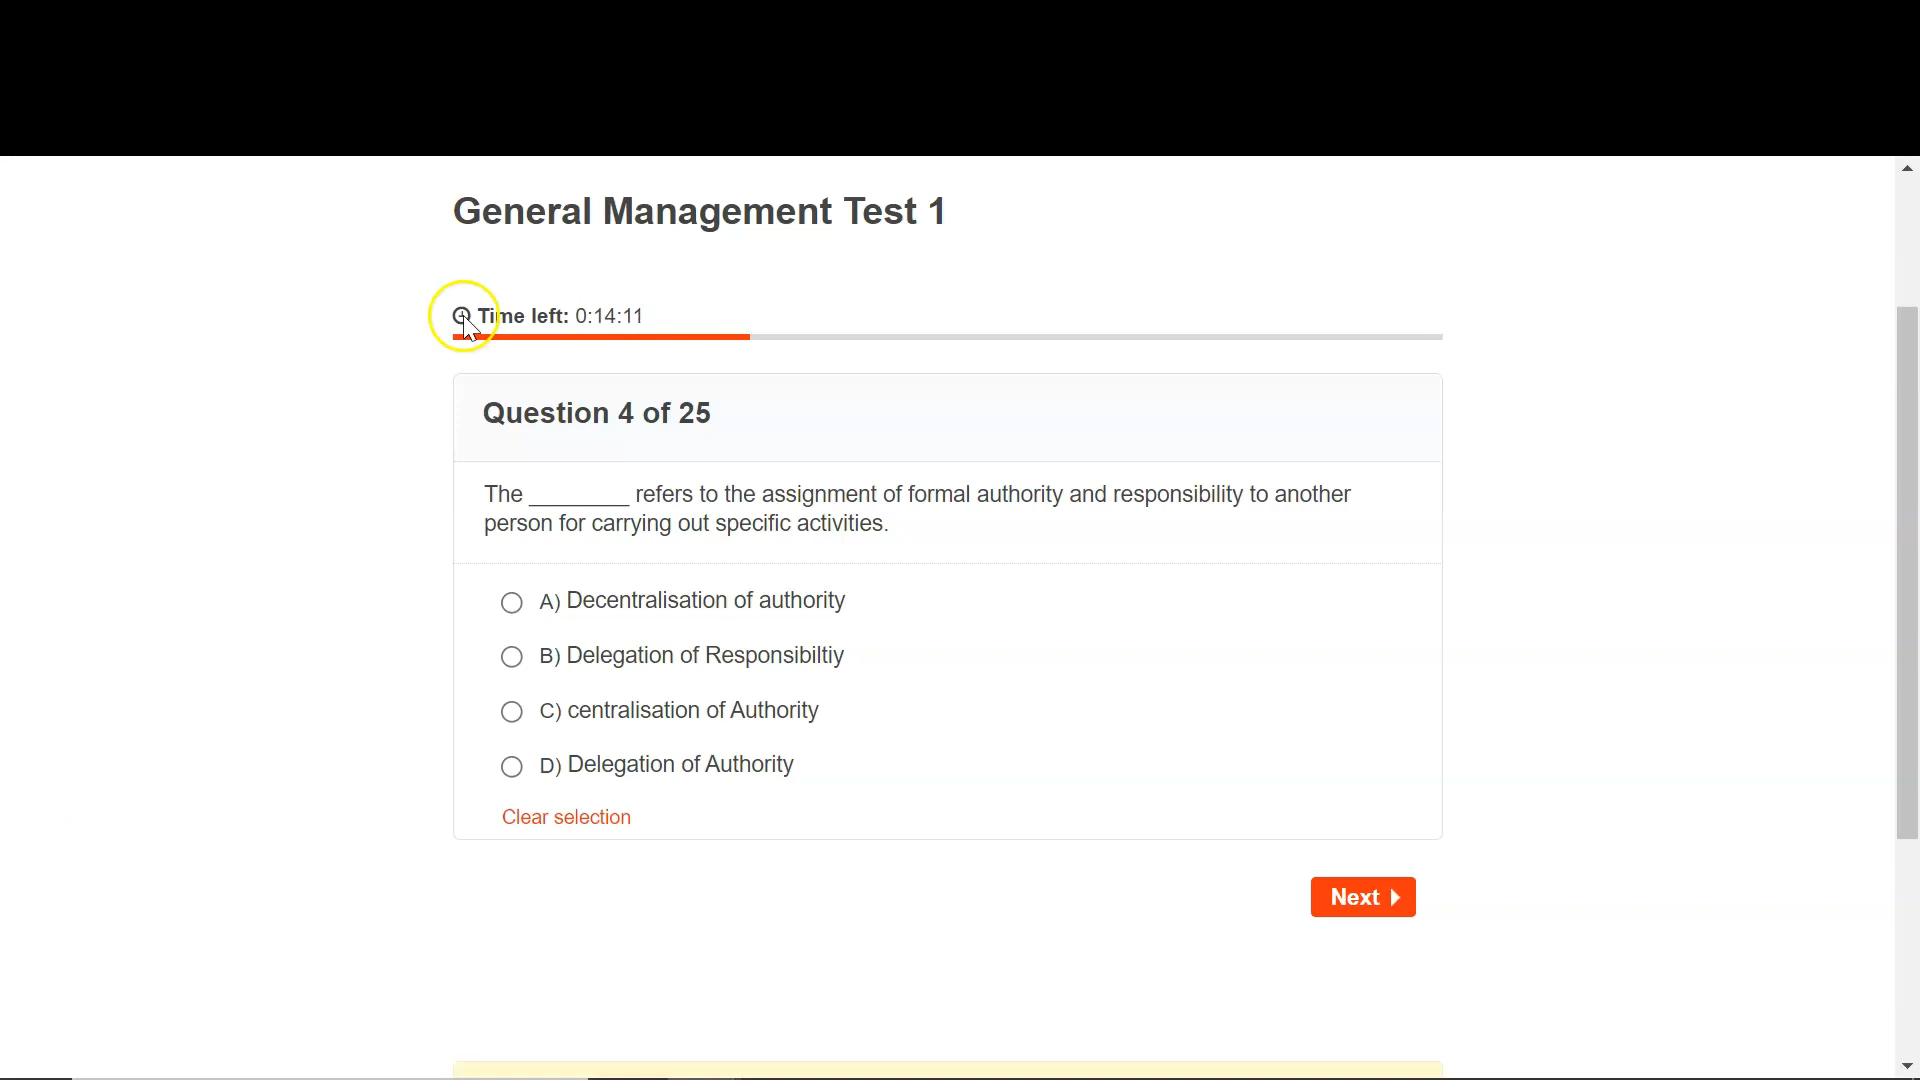 General Management Test 1
Time left: 0:14:11
Question 4 of 25
The ________ refers to the assignment of formal authority and responsibility to another
person for carrying out specific activities.
A) Decentralisation of authority
B) Delegation of Responsibiltiy
C) centralisation of Authority
D) Delegation of Authority
Clear selection
Next